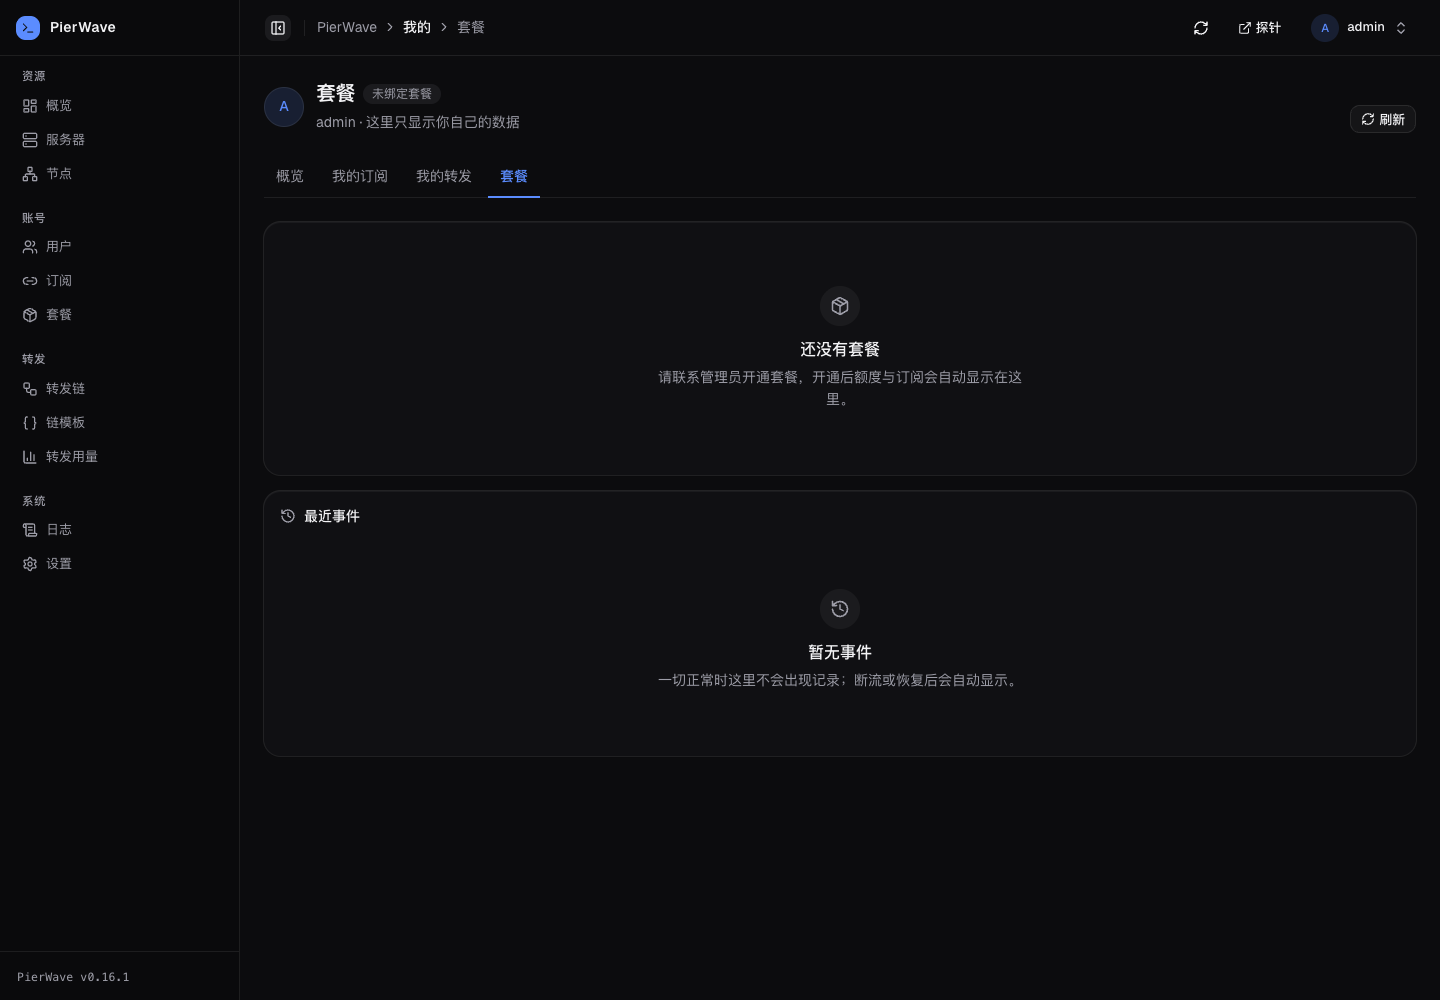 PierWave
PierWave > 我的 > 套餐
探针
A
admin
资源
概览
服务器
节点
账号
用户
订阅
套餐
转发
转发链
链模板
转发用量
系统
日志
设置
PierWave v0.16.1
A
套餐
未绑定套餐
admin · 这里只显示你自己的数据
刷新
概览
我的订阅
我的转发
套餐
还没有套餐
请联系管理员开通套餐，开通后额度与订阅会自动显示在这
里。
最近事件
暂无事件
一切正常时这里不会出现记录；断流或恢复后会自动显示。